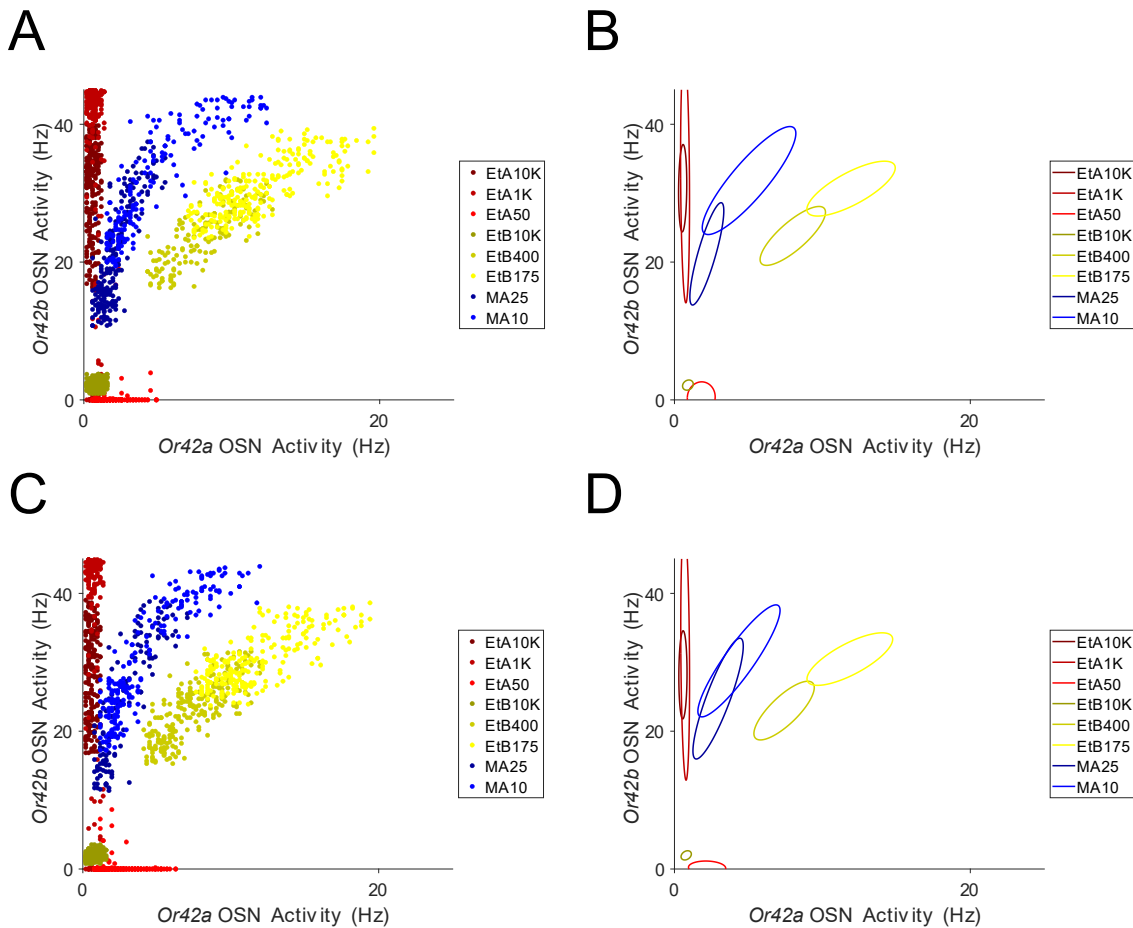 A
Or42b OSN Activity (Hz)
40
20
0
0
20
Or42a OSN Activity (Hz)
EtA10K
EtA1K
EtA50
EtB10K
EtB400
EtB175
MA25
MA10
B
Or42b OSN Activity (Hz)
40
20
0
0
20
Or42a OSN Activity (Hz)
EtA10K
EtA1K
EtA50
EtB10K
EtB400
EtB175
MA25
MA10
C
Or42b OSN Activity (Hz)
40
20
0
0
20
Or42a OSN Activity (Hz)
EtA10K
EtA1K
EtA50
EtB10K
EtB400
EtB175
MA25
MA10
D
Or42b OSN Activity (Hz)
40
20
0
0
20
Or42a OSN Activity (Hz)
EtA10K
EtA1K
EtA50
EtB10K
EtB400
EtB175
MA25
MA10